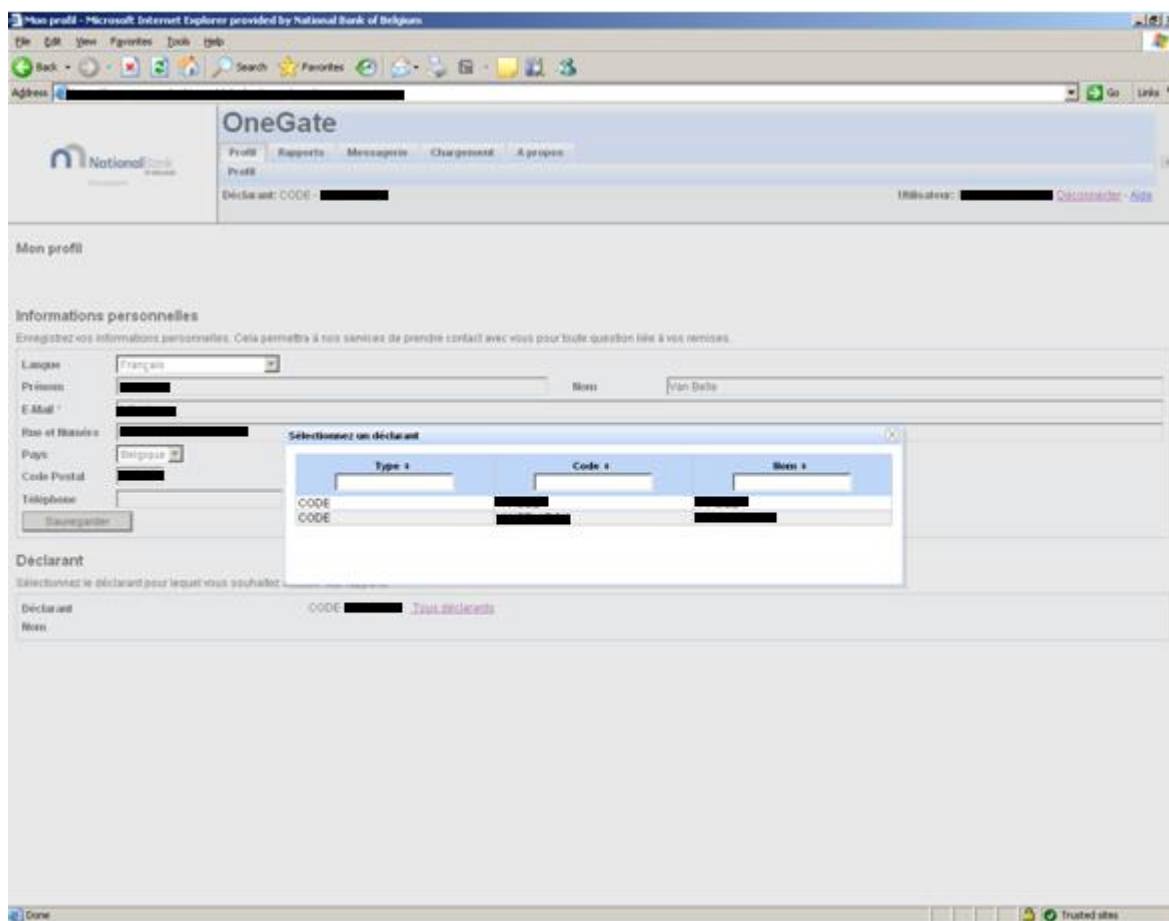 Mon profil - Microsoft Internet Explorer provided by National Bank of Belgium
File Edit View Favorites Tools Help
Back Search Favorites
Address Go Links
OneGate
National
Profil Rapports Messagerie Chargement A propos
Profil
Déclarant: CODE - Utilisateur: Déconnecter - Aide
Mon profil
Informations personnelles
Enregistrez vos informations personnelles. Cela permettra à nos services de prendre contact avec vous pour toute question liée à vos remises.
Langue Français
Prénom Nom Van Belle
E-Mail *
Rue et Numéro
Pays Belgique
Code Postal
Téléphone
Sauvegarder
Sélectionnez un déclarant
Type Code Nom
CODE
CODE
Déclarant
Sélectionnez le déclarant pour lequel vous souhaitez
Déclarant CODE- Tous déclarants
Nom
Done Trusted sites